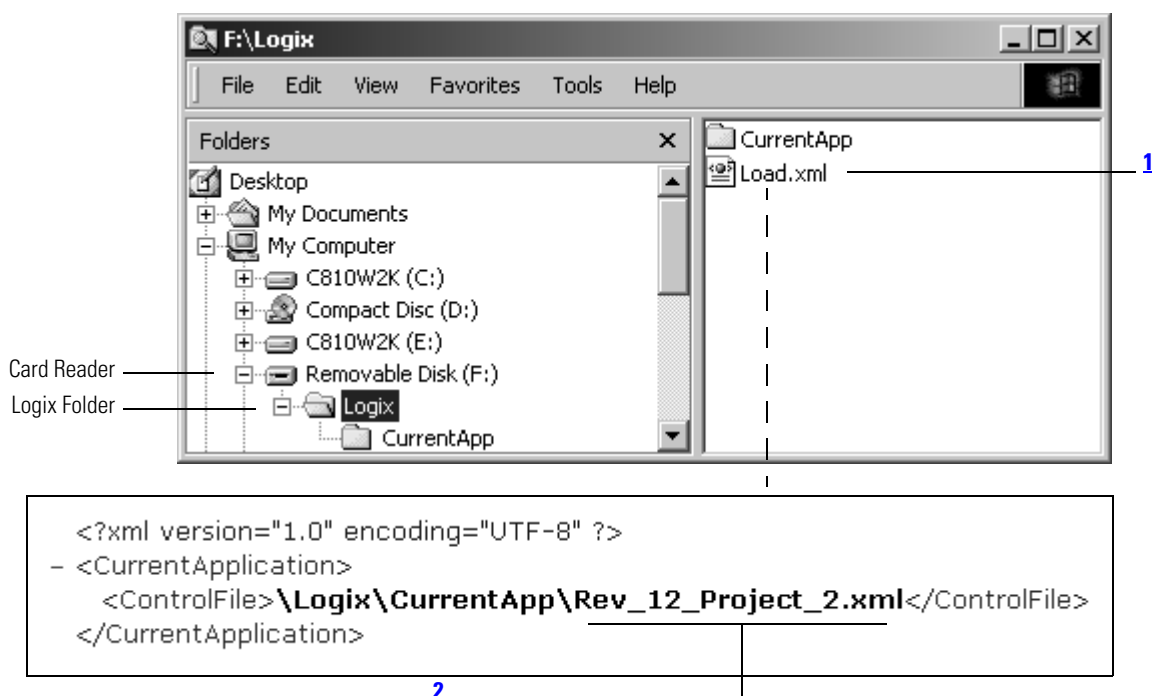 F:\Logix
File Edit View Favorites Tools Help
Folders
Desktop
My Documents
My Computer
C810W2K (C:)
Compact Disc (D:)
C810W2K (E:)
Removable Disk (F:)
Logix
CurrentApp
CurrentApp
Load.xml
1
Card Reader
Logix Folder
<?xml version="1.0" encoding="UTF-8" ?>
– <CurrentApplication>
<ControlFile>\Logix\CurrentApp\Rev_12_Project_2.xml</ControlFile>
</CurrentApplication>
2